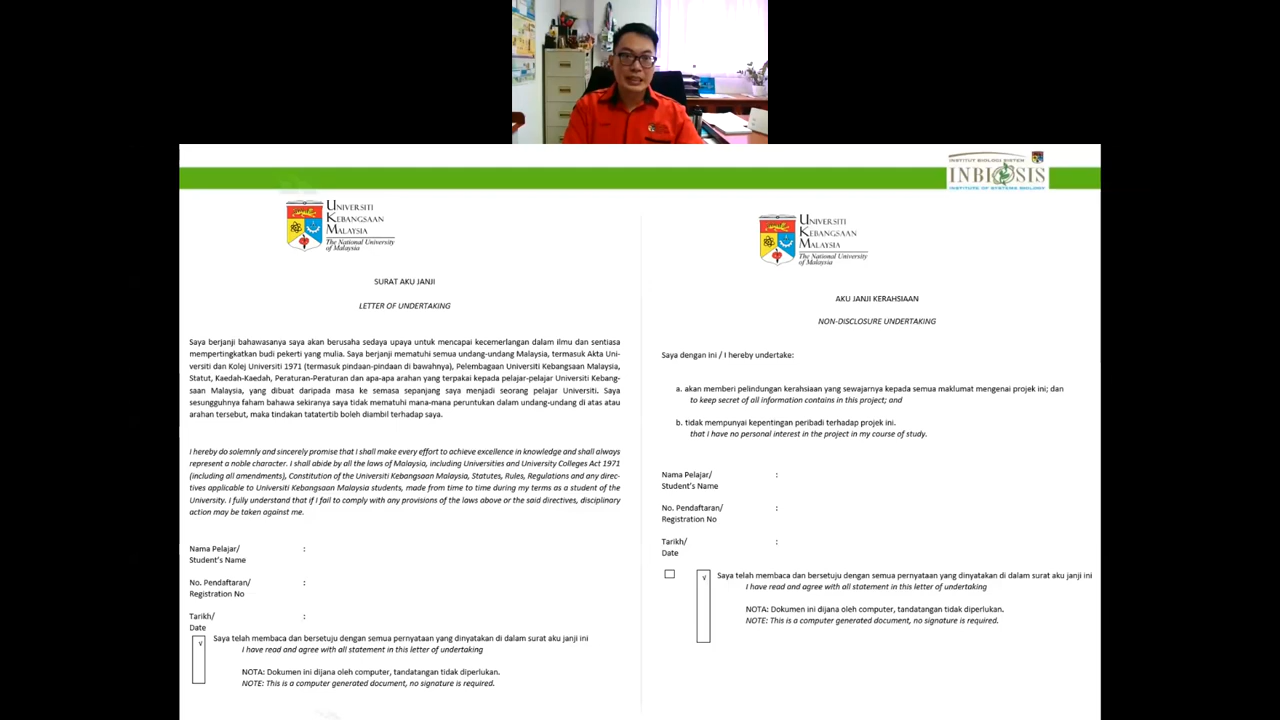 INSTITUT BIOLOGI SISTEM
INBIOSIS
INSTITUTE OF SYSTEMS BIOLOGY
UNIVERSITI
KEBANGSAAN
MALAYSIA
The National University
of Malaysia
SURAT AKU JANJI
LETTER OF UNDERTAKING
Saya berjanji bahawasanya saya akan berusaha sedaya upaya untuk mencapai kecemerlangan dalam ilmu dan sentiasa
mempertingkatkan budi pekerti yang mulia. Saya berjanji mematuhi semua undang-undang Malaysia, termasuk Akta Uni-
versiti dan Kolej Universiti 1971 (termasuk pindaan-pindaan di bawahnya), Pelembagaan Universiti Kebangsaan Malaysia,
Statut, Kaedah-Kaedah, Peraturan-Peraturan dan apa-apa arahan yang terpakai kepada pelajar-pelajar Universiti Kebang-
saan Malaysia, yang dibuat daripada masa ke semasa sepanjang saya menjadi seorang pelajar Universiti. Saya
sesungguhnya faham bahawa sekiranya saya tidak mematuhi mana-mana peruntukan dalam undang-undang di atas atau
arahan tersebut, maka tindakan tatatertib boleh diambil terhadap saya.
I hereby do solemnly and sincerely promise that I shall make every effort to achieve excellence in knowledge and shall always
represent a noble character. I shall abide by all the laws of Malaysia, including Universities and University Colleges Act 1971
(including all amendments), Constitution of the Universiti Kebangsaan Malaysia, Statutes, Rules, Regulations and any direc-
tives applicable to Universiti Kebangsaan Malaysia students, made from time to time during my terms as a student of the
University. I fully understand that if I fail to comply with any provisions of the laws above or the said directives, disciplinary
action may be taken against me.
Nama Pelajar/ :
Student's Name
No. Pendaftaran/ :
Registration No
Tarikh/ :
Date
√ Saya telah membaca dan bersetuju dengan semua pernyataan yang dinyatakan di dalam surat aku janji ini
I have read and agree with all statement in this letter of undertaking
NOTA: Dokumen ini dijana oleh computer, tandatangan tidak diperlukan.
NOTE: This is a computer generated document, no signature is required.
UNIVERSITI
KEBANGSAAN
MALAYSIA
The National University
of Malaysia
AKU JANJI KERAHSIAAN
NON-DISCLOSURE UNDERTAKING
Saya dengan ini / I hereby undertake:
a. akan memberi pelindungan kerahsiaan yang sewajarnya kepada semua maklumat mengenai projek ini; dan
to keep secret of all information contains in this project; and
b. tidak mempunyai kepentingan peribadi terhadap projek ini.
that I have no personal interest in the project in my course of study.
Nama Pelajar/ :
Student's Name
No. Pendaftaran/ :
Registration No
Tarikh/ :
Date
√ Saya telah membaca dan bersetuju dengan semua pernyataan yang dinyatakan di dalam surat aku janji ini
I have read and agree with all statement in this letter of undertaking
NOTA: Dokumen ini dijana oleh computer, tandatangan tidak diperlukan.
NOTE: This is a computer generated document, no signature is required.